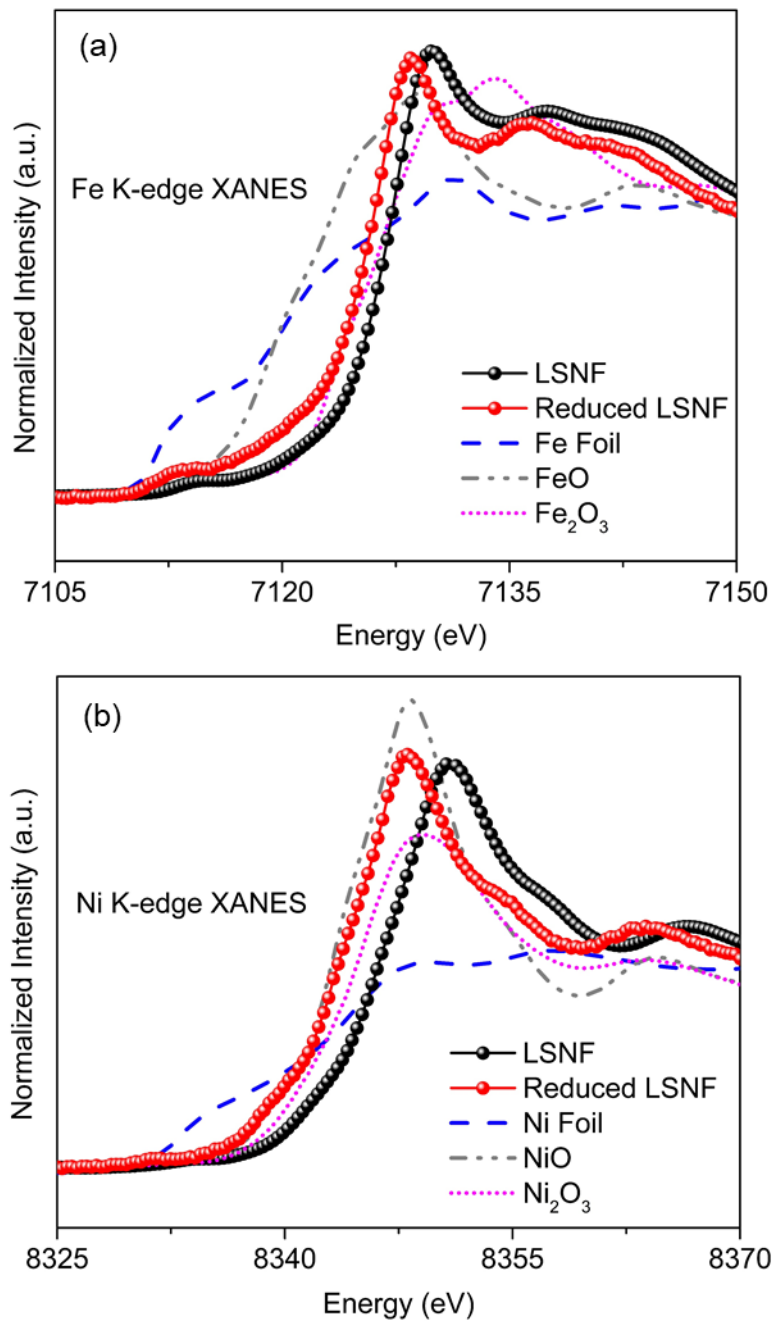 (a)
Fe K-edge XANES
LSNF
Reduced LSNF
Fe Foil
FeO
Fe₂O₃
Normalized Intensity (a.u.)
7105 7120 7135 7150
Energy (eV)
(b)
Ni K-edge XANES
LSNF
Reduced LSNF
Ni Foil
NiO
Ni₂O₃
Normalized Intensity (a.u.)
8325 8340 8355 8370
Energy (eV)